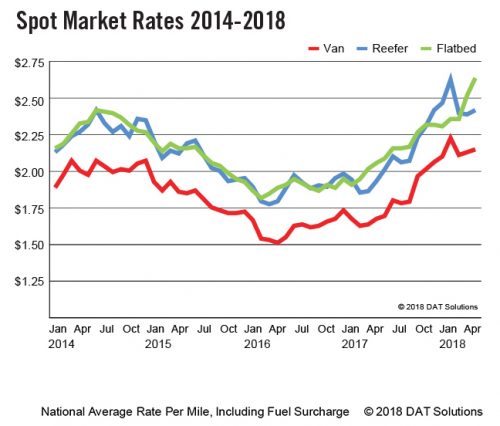 Spot Market Rates 2014-2018
Van Reefer Flatbed
$2.75
$2.50
$2.25
$2.00
$1.75
$1.50
$1.25
© 2018 DAT Solutions
Jan Apr Jul Oct Jan Apr Jul Oct Jan Apr Jul Oct Jan Apr Jul Oct Jan Apr
2014 2015 2016 2017 2018
National Average Rate Per Mile, Including Fuel Surcharge © 2018 DAT Solutions